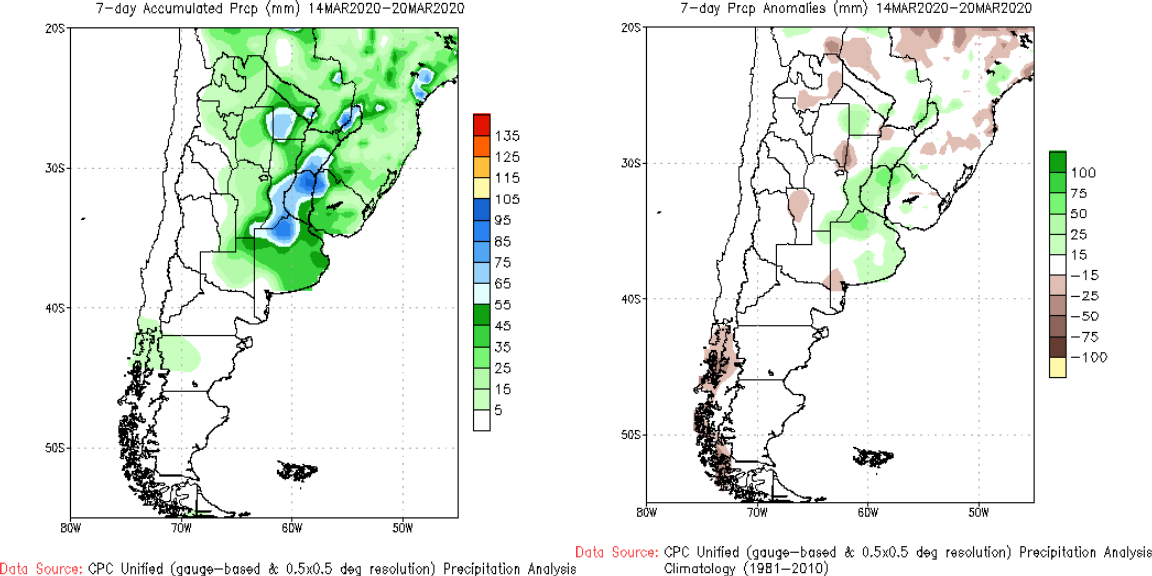 7-day Accumulated Prcp (mm) 14MAR2020-20MAR2020
20S
30S
40S
50S
80W 70W 60W 50W
135
125
115
105
95
85
75
65
55
45
35
25
15
5
Data Source: CPC Unified (gauge-based & 0.5x0.5 deg resolution) Precipitation Analysis
7-day Prcp Anomalies (mm) 14MAR2020-20MAR2020
20S
30S
40S
50S
80W 70W 60W 50W
100
75
50
25
15
-15
-25
-50
-75
-100
Data Source: CPC Unified (gauge-based & 0.5x0.5 deg resolution) Precipitation Analysis
Climatology (1981-2010)